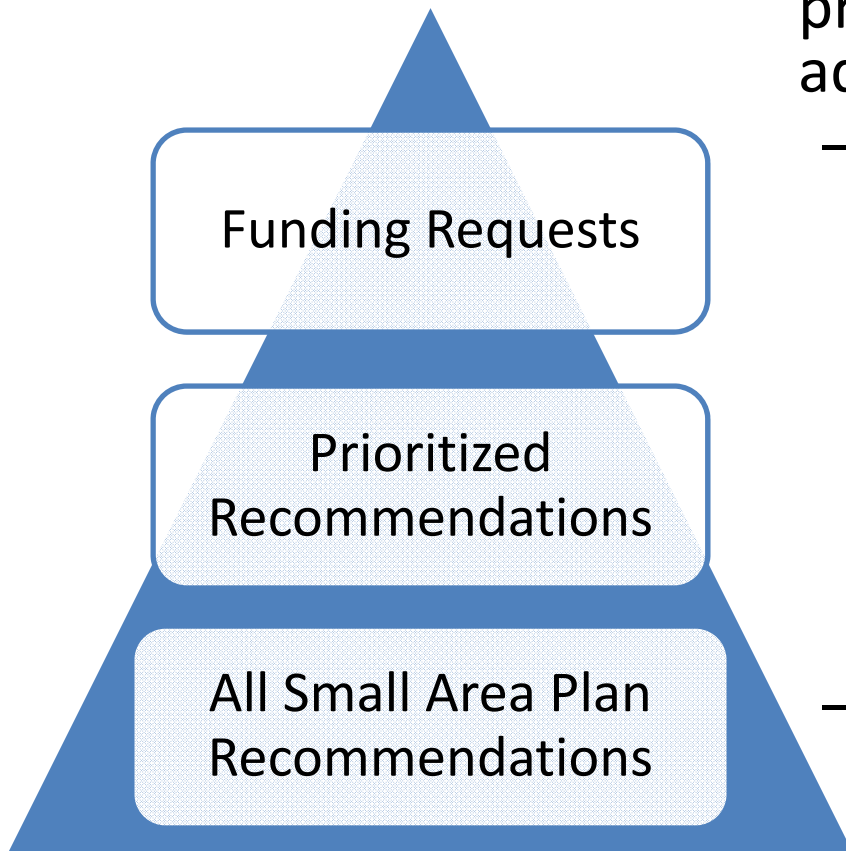 Funding Requests
Prioritized
Recommendations
All Small Area Plan
Recommendations